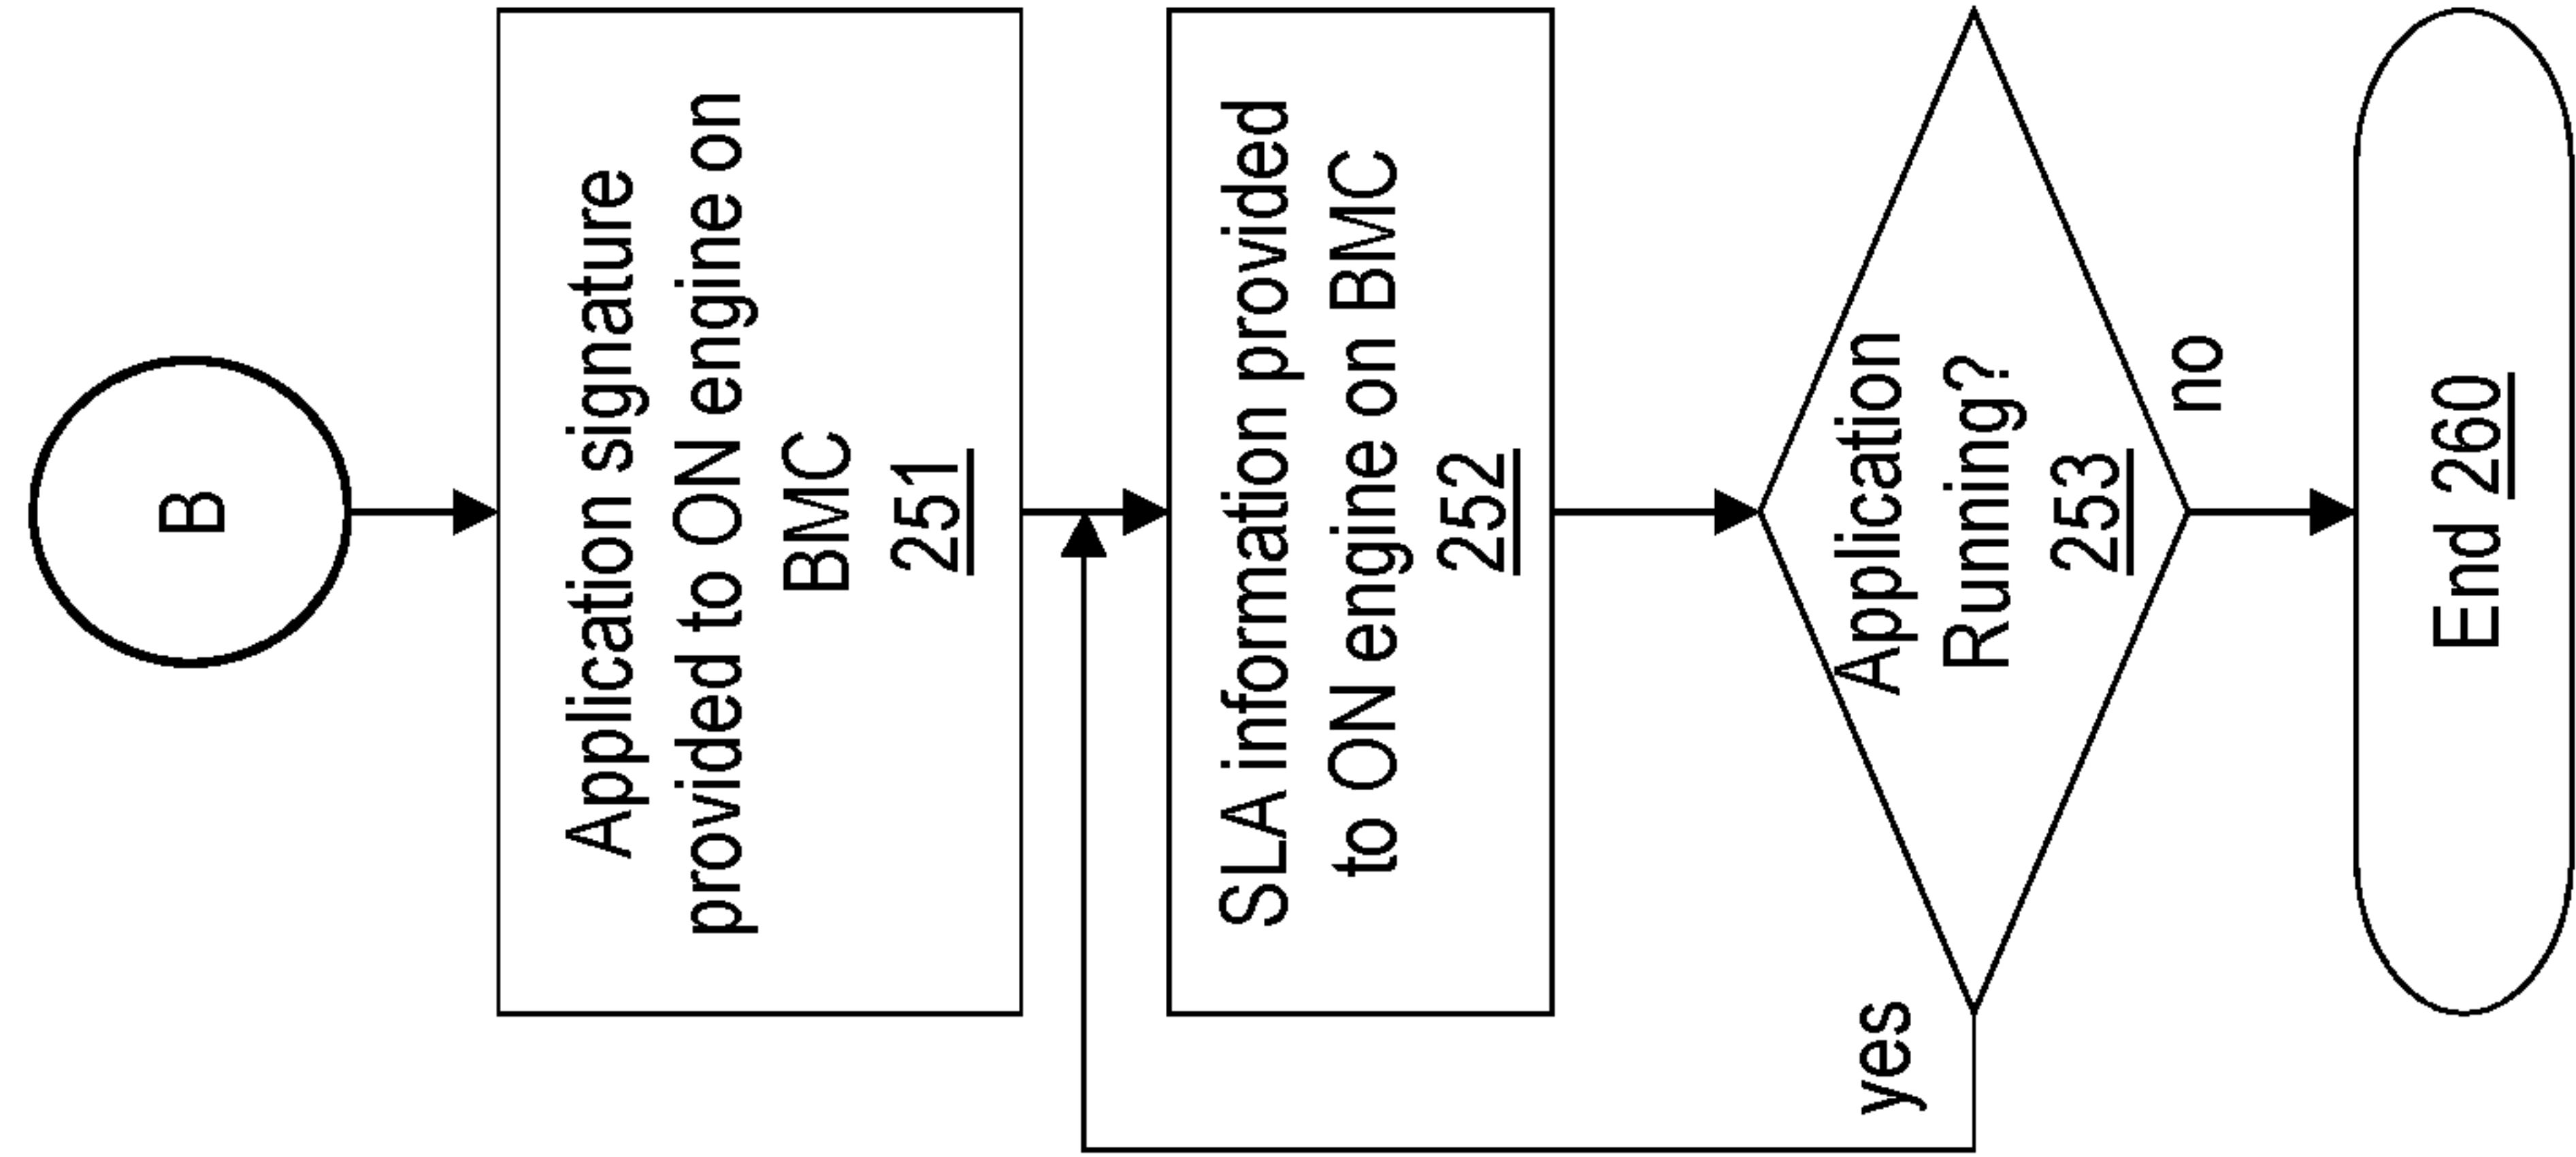 B
Application signature
provided to ON engine on
BMC
251
SLA information provided
to ON engine on BMC
252
Application
Running?
253
yes
no
End 260